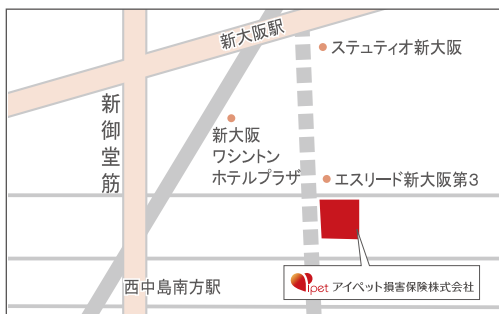 新大阪駅
ステュティオ新大阪
新御堂筋
新大阪
ワシントン
ホテルプラザ
エスリード新大阪第3
西中島南方駅
ipet アイペット損害保険株式会社